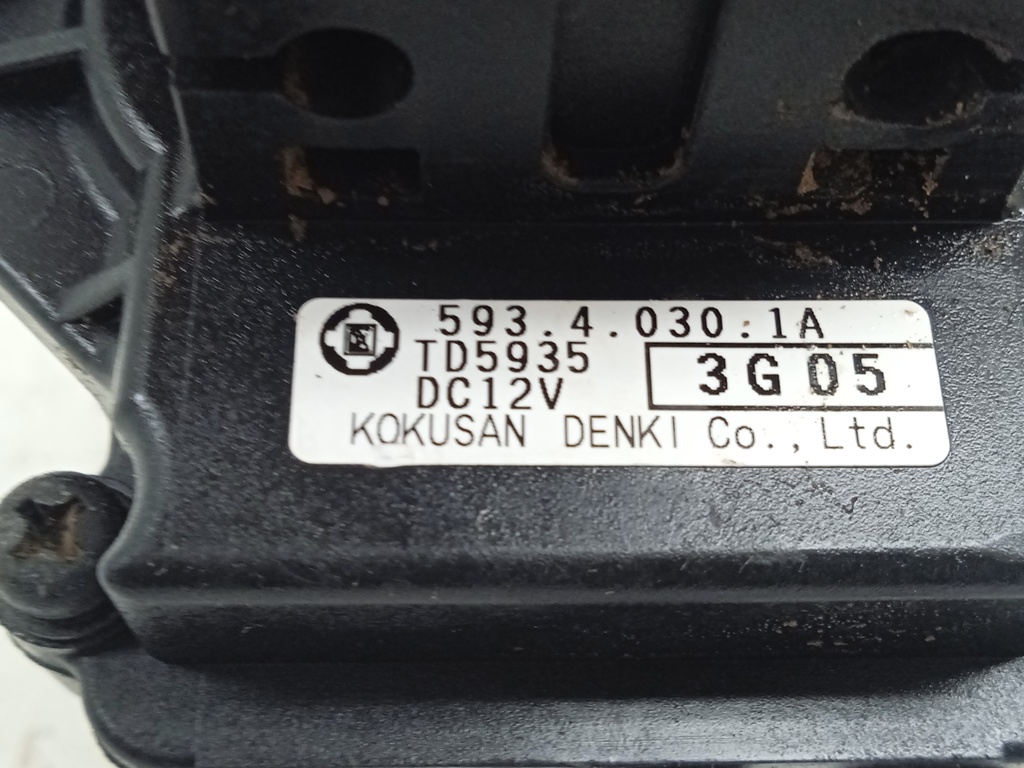 593.4.030.1A
TD5935
DC12V
3G05
KOKUSAN DENKI Co., Ltd.